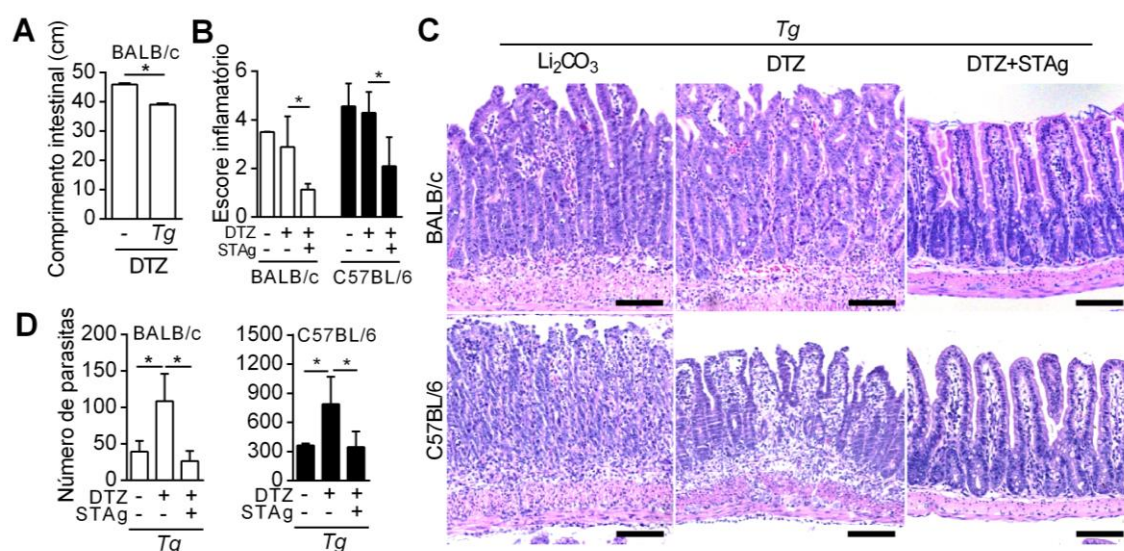 A
Comprimento intestinal (cm)
BALB/c
*
50
40
30
20
10
0
- Tg
DTZ
B
Escore inflamatório
6
4
2
0
* *
DTZ - + + - + +
STAg + +
BALB/c C57BL/6
C
Tg
Li₂CO₃ DTZ DTZ+STAg
BALB/c
C57BL/6
D
Número de parasitas
BALB/c
* *
200
150
100
50
0
DTZ - + +
STAg +
Tg
C57BL/6
* *
1500
1200
900
600
300
0
DTZ - + +
STAg +
Tg